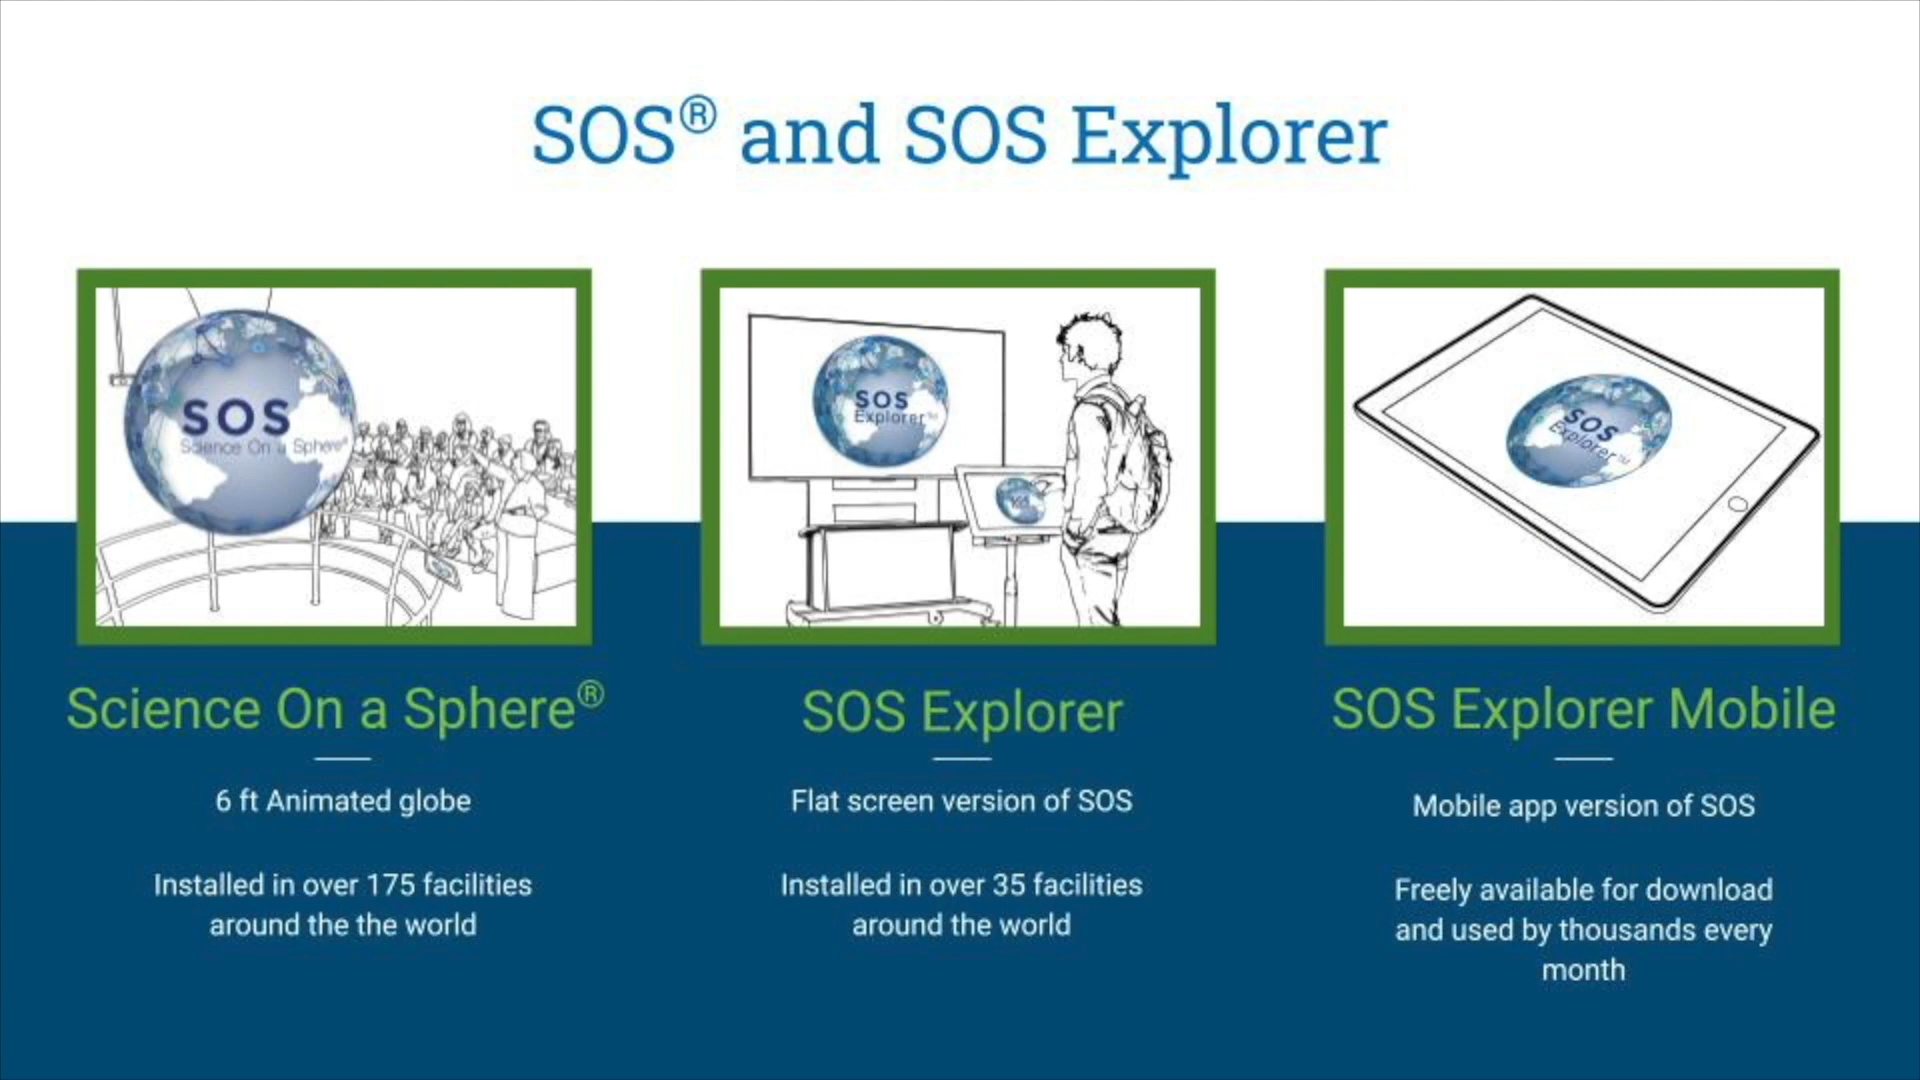 SOS® and SOS Explorer
SOS
Science On a Sphere®
SOS
Explorer™
SOS
Explorer™
Science On a Sphere®
6 ft Animated globe
Installed in over 175 facilities
around the the world
SOS Explorer
Flat screen version of SOS
Installed in over 35 facilities
around the world
SOS Explorer Mobile
Mobile app version of SOS
Freely available for download
and used by thousands every
month